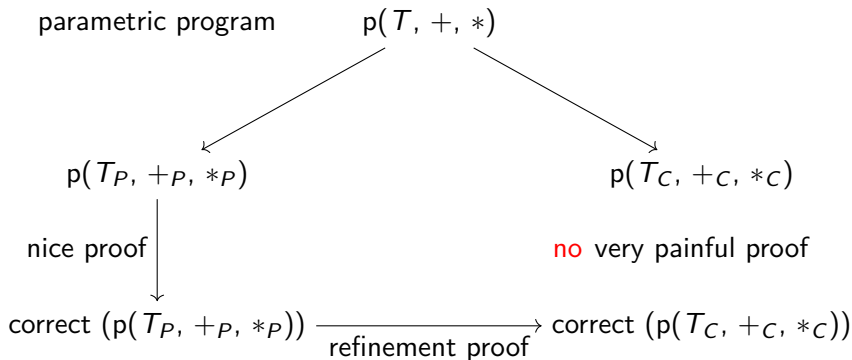 parametric program p(T, +, *)
p(T_P, +_P, *_P) p(T_C, +_C, *_C)
nice proof no very painful proof
correct (p(T_P, +_P, *_P)) correct (p(T_C, +_C, *_C))
refinement proof